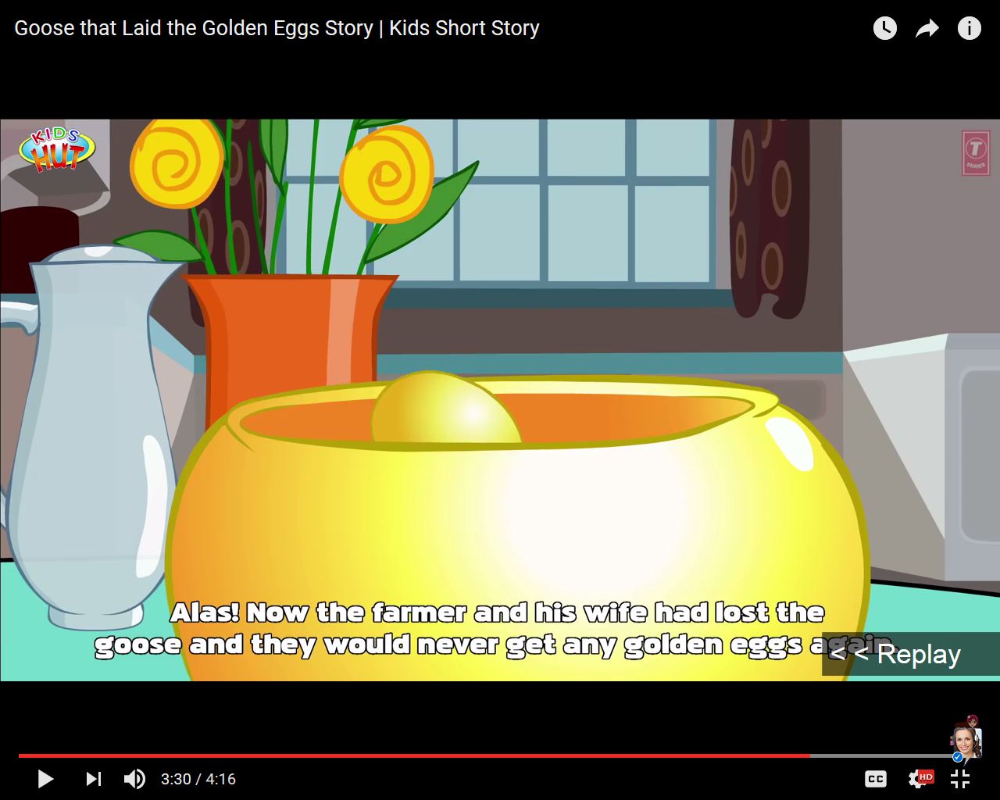 Goose that Laid the Golden Eggs Story | Kids Short Story
KIDS
HUT
T
SERIES
Alas! Now the farmer and his wife had lost the
goose and they would never get any golden eggs again.
< < Replay
3:30 / 4:16
CC
HD